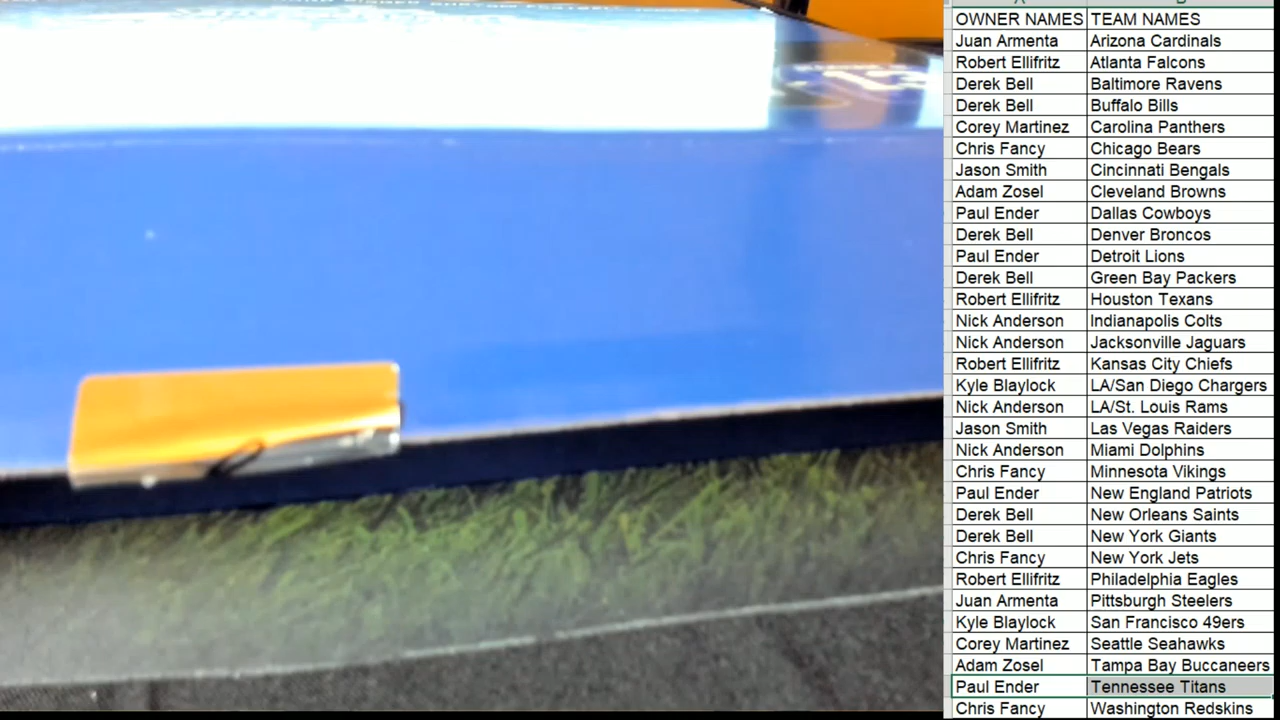 OWNER NAMES TEAM NAMES
Juan Armenta Arizona Cardinals
Robert Ellifritz Atlanta Falcons
Derek Bell Baltimore Ravens
Derek Bell Buffalo Bills
Corey Martinez Carolina Panthers
Chris Fancy Chicago Bears
Jason Smith Cincinnati Bengals
Adam Zosel Cleveland Browns
Paul Ender Dallas Cowboys
Derek Bell Denver Broncos
Paul Ender Detroit Lions
Derek Bell Green Bay Packers
Robert Ellifritz Houston Texans
Nick Anderson Indianapolis Colts
Nick Anderson Jacksonville Jaguars
Robert Ellifritz Kansas City Chiefs
Kyle Blaylock LA/San Diego Chargers
Nick Anderson LA/St. Louis Rams
Jason Smith Las Vegas Raiders
Nick Anderson Miami Dolphins
Chris Fancy Minnesota Vikings
Paul Ender New England Patriots
Derek Bell New Orleans Saints
Derek Bell New York Giants
Chris Fancy New York Jets
Robert Ellifritz Philadelphia Eagles
Juan Armenta Pittsburgh Steelers
Kyle Blaylock San Francisco 49ers
Corey Martinez Seattle Seahawks
Adam Zosel Tampa Bay Buccaneers
Paul Ender Tennessee Titans
Chris Fancy Washington Redskins